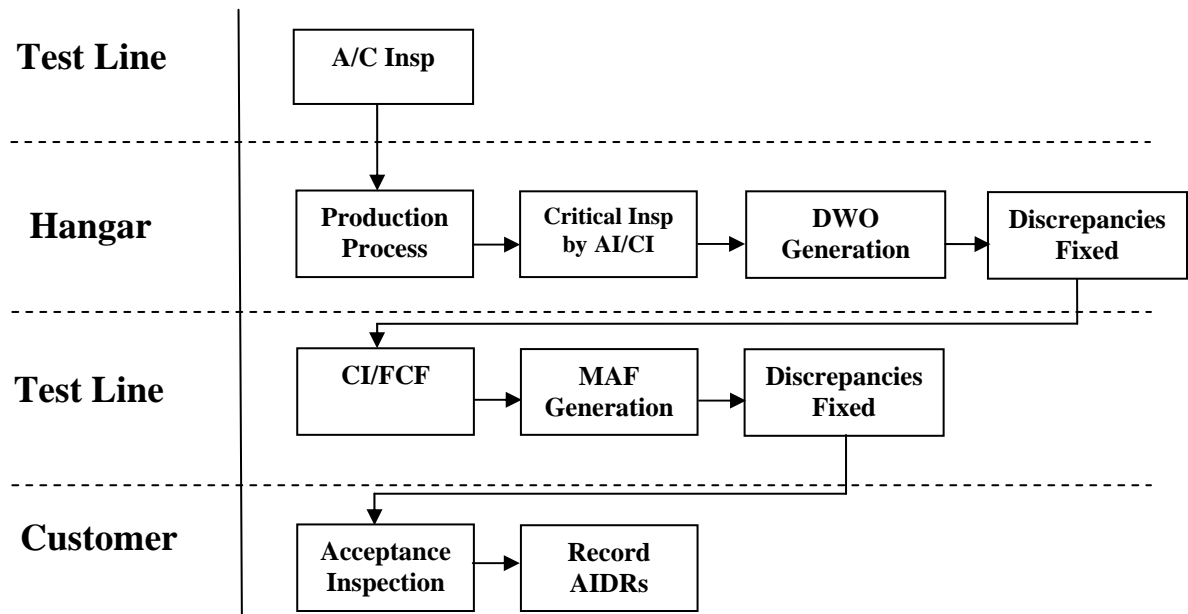 Test Line
A/C Insp
Hangar
Production
Process
Critical Insp
by AI/CI
DWO
Generation
Discrepancies
Fixed
Test Line
CI/FCF
MAF
Generation
Discrepancies
Fixed
Customer
Acceptance
Inspection
Record
AIDRs